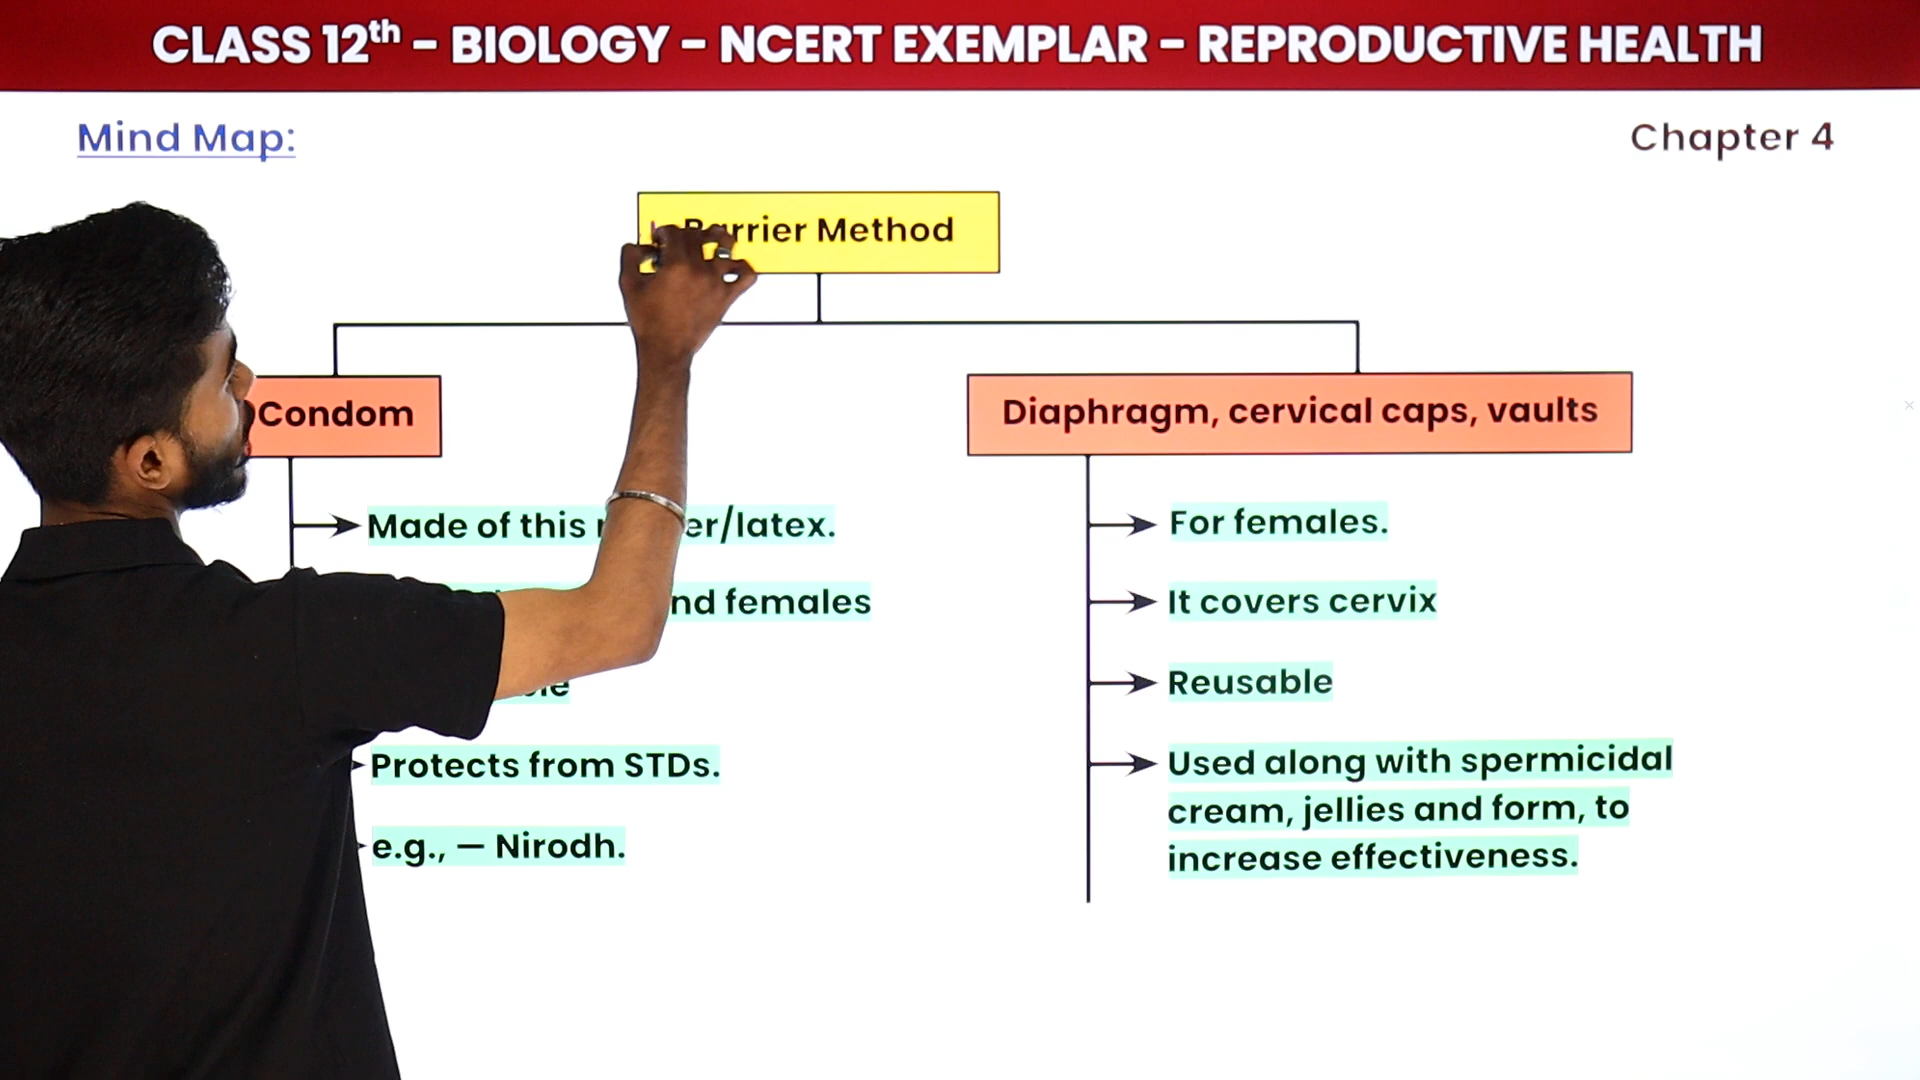 CLASS 12th - BIOLOGY - NCERT EXEMPLAR - REPRODUCTIVE HEALTH
Mind Map:
Chapter 4
Barrier Method
Condom
Made of this er/latex.
nd females
Protects from STDs.
e.g., — Nirodh.
Diaphragm, cervical caps, vaults
For females.
It covers cervix
Reusable
Used along with spermicidal
cream, jellies and form, to
increase effectiveness.